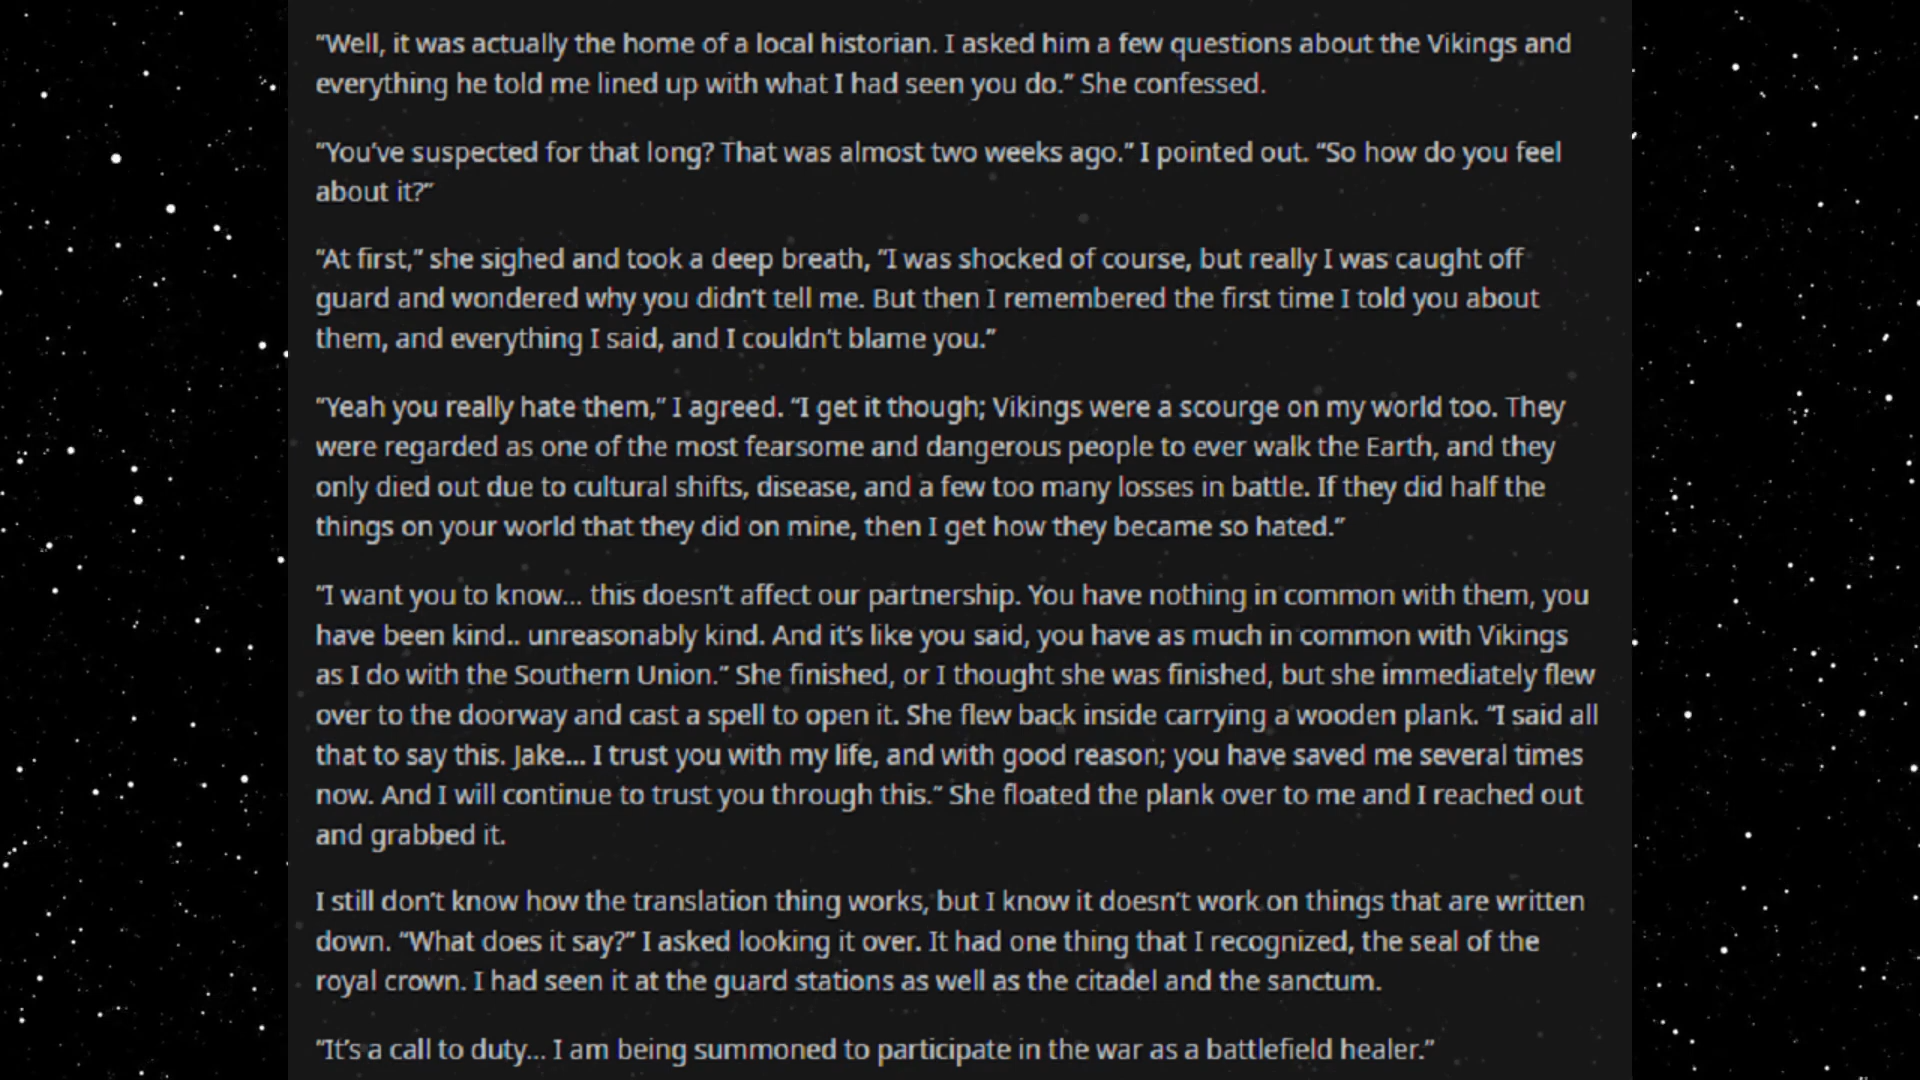 “Well, it was actually the home of a local historian. I asked him a few questions about the Vikings and
everything he told me lined up with what I had seen you do.” She confessed.
“You’ve suspected for that long? That was almost two weeks ago.” I pointed out. “So how do you feel
about it?”
“At first,” she sighed and took a deep breath, “I was shocked of course, but really I was caught off
guard and wondered why you didn’t tell me. But then I remembered the first time I told you about
them, and everything I said, and I couldn’t blame you.”
“Yeah you really hate them,” I agreed. “I get it though; Vikings were a scourge on my world too. They
were regarded as one of the most fearsome and dangerous people to ever walk the Earth, and they
only died out due to cultural shifts, disease, and a few too many losses in battle. If they did half the
things on your world that they did on mine, then I get how they became so hated.”
“I want you to know... this doesn’t affect our partnership. You have nothing in common with them, you
have been kind.. unreasonably kind. And it’s like you said, you have as much in common with Vikings
as I do with the Southern Union.” She finished, or I thought she was finished, but she immediately flew
over to the doorway and cast a spell to open it. She flew back inside carrying a wooden plank. “I said all
that to say this. Jake... I trust you with my life, and with good reason; you have saved me several times
now. And I will continue to trust you through this.” She floated the plank over to me and I reached out
and grabbed it.
I still don’t know how the translation thing works, but I know it doesn’t work on things that are written
down. “What does it say?” I asked looking it over. It had one thing that I recognized, the seal of the
royal crown. I had seen it at the guard stations as well as the citadel and the sanctum.
“It’s a call to duty... I am being summoned to participate in the war as a battlefield healer.”